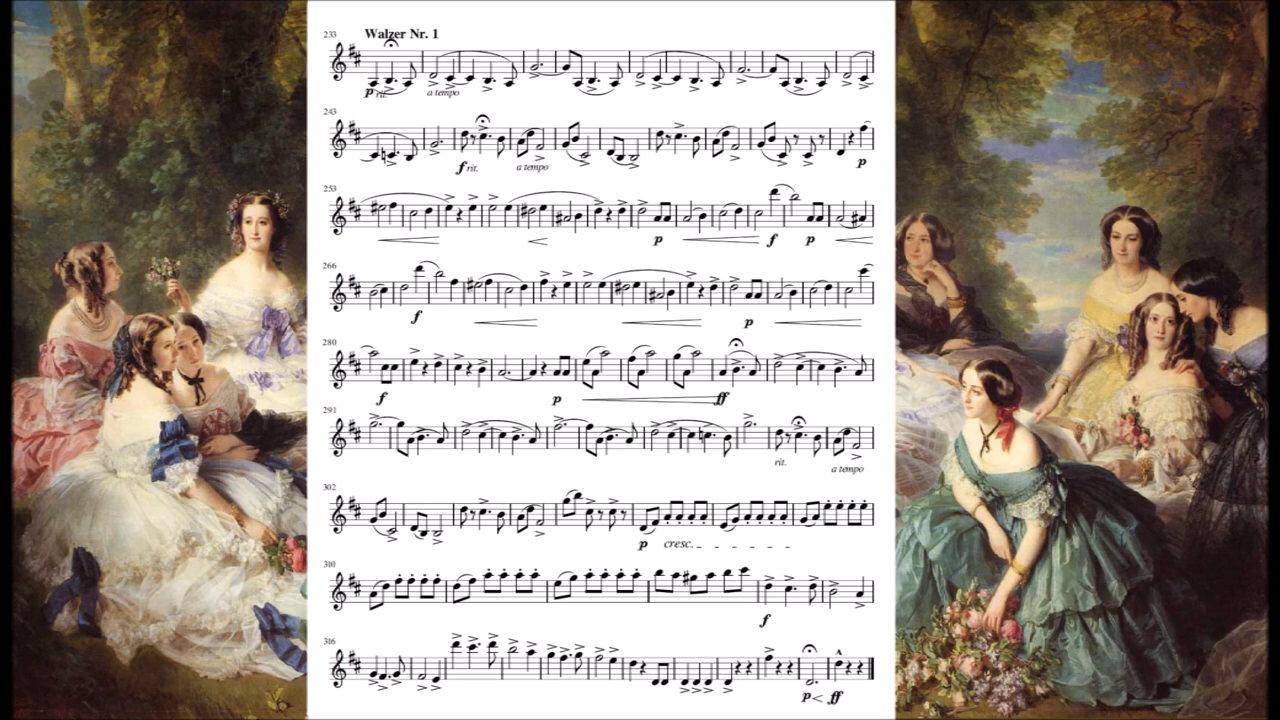 233 Walzer Nr. 1
p rit. a tempo
243
f rit. a tempo p
253
p f p
266
f p
280
f p ff
291
rit. a tempo
302
p cresc.
310
f
316
p ff